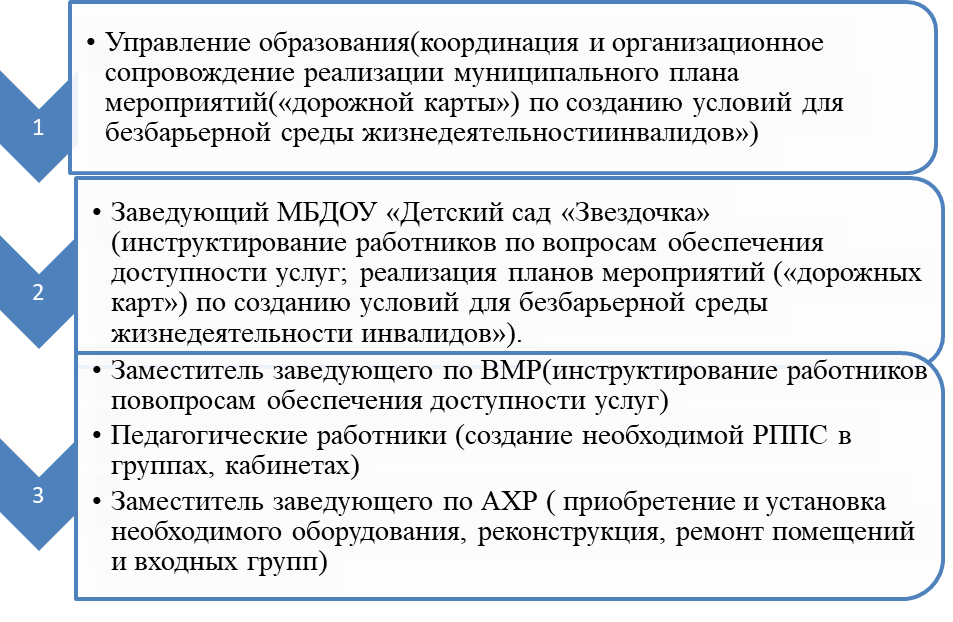 1
• Управление образования(координация и организационное
сопровождение реализации муниципального плана
мероприятий(«дорожной карты») по созданию условий для
безбарьерной среды жизнедеятельностиинвалидов»)
2
• Заведующий МБДОУ «Детский сад «Звездочка»
(инструктирование работников по вопросам обеспечения
доступности услуг; реализация планов мероприятий («дорожных
карт») по созданию условий для безбарьерной среды
жизнедеятельности инвалидов»).
3
• Заместитель заведующего по ВМР(инструктирование работников
повопросам обеспечения доступности услуг)
• Педагогические работники (создание необходимой РППС в
группах, кабинетах)
• Заместитель заведующего по АХР ( приобретение и установка
необходимого оборудования, реконструкция, ремонт помещений
и входных групп)